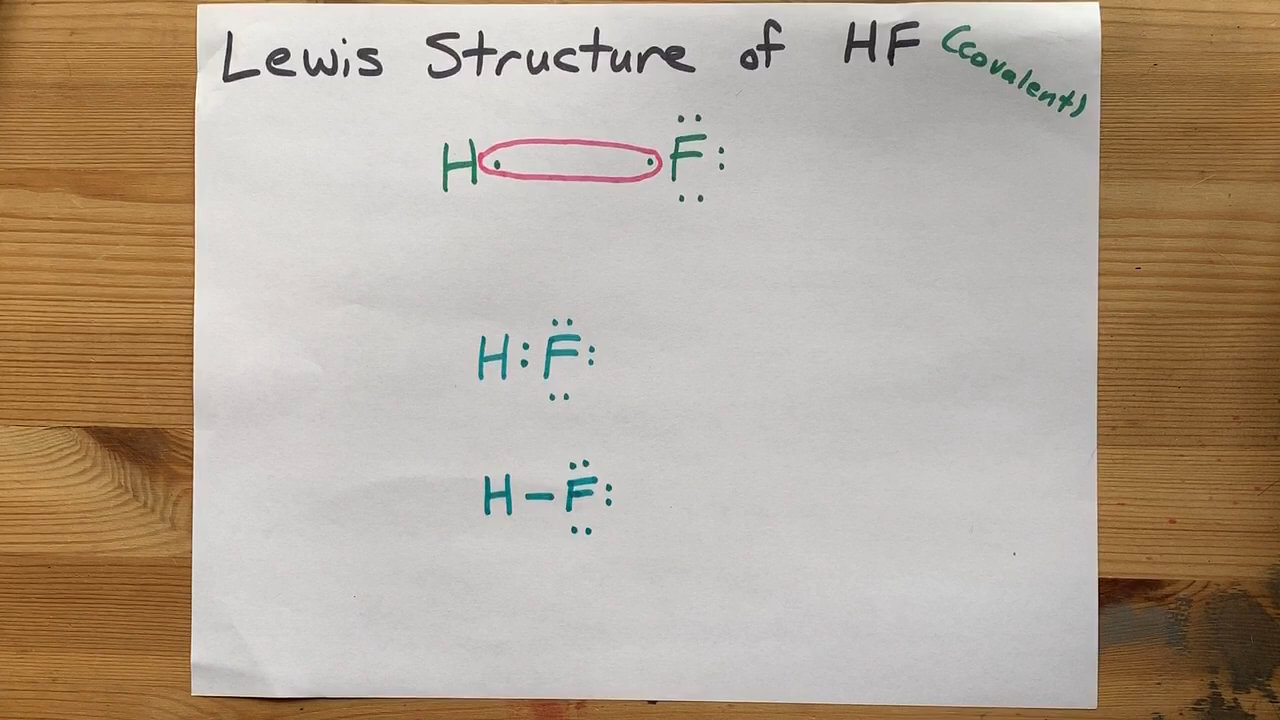 Lewis Structure of HF (covalent)
H· ·F̤̈:
H:F̤̈:
H–F̤̈: